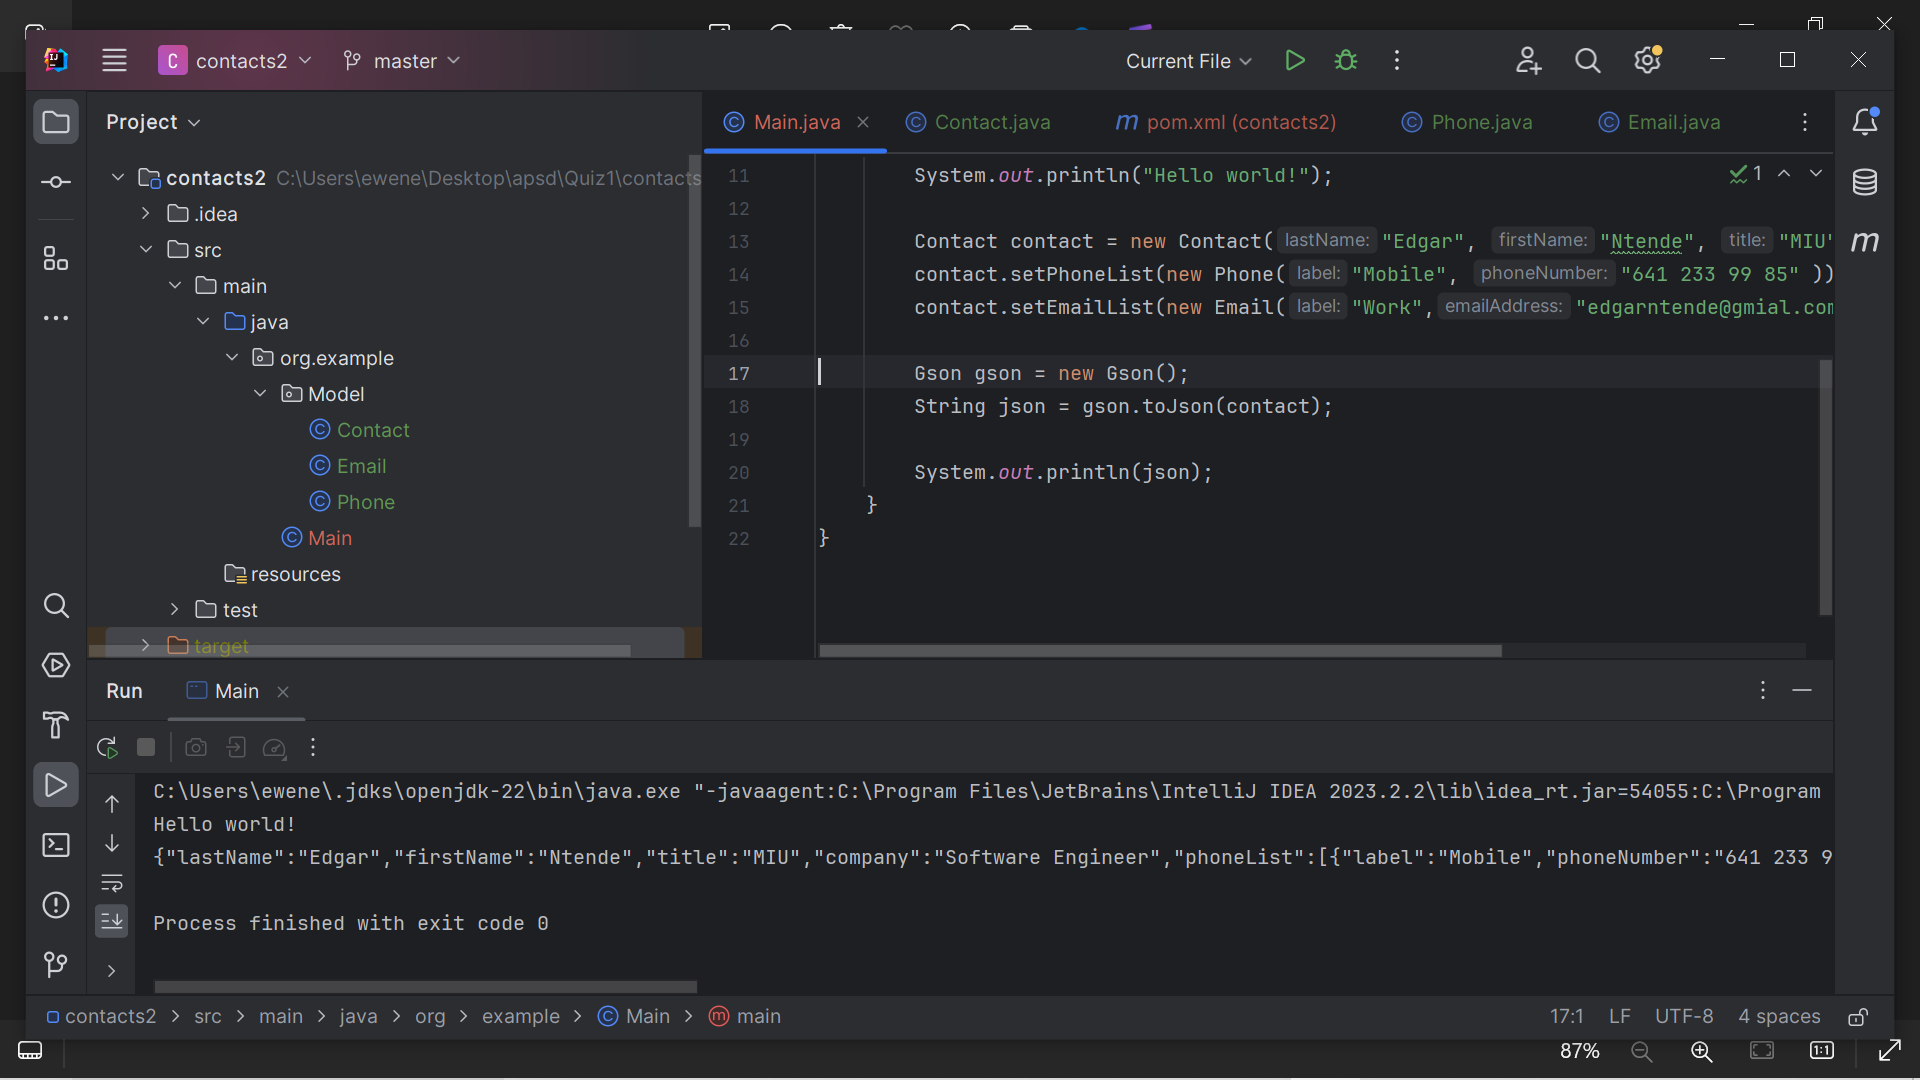 contacts2
master
Current File
Project
Main.java
Contact.java
pom.xml (contacts2)
Phone.java
Email.java
contacts2 C:\Users\ewene\Desktop\apsd\Quiz1\contacts
.idea
src
main
java
org.example
Model
Contact
Email
Phone
Main
resources
test
target
1
11 System.out.println("Hello world!");
12
13 Contact contact = new Contact( lastName: "Edgar", firstName: "Ntende", title: "MIU"
14 contact.setPhoneList(new Phone( label: "Mobile", phoneNumber: "641 233 99 85" ))
15 contact.setEmailList(new Email( label: "Work", emailAddress: "edgarntende@gmial.com
16
17 Gson gson = new Gson();
18 String json = gson.toJson(contact);
19
20 System.out.println(json);
21 }
22 }
Run Main
C:\Users\ewene\.jdks\openjdk-22\bin\java.exe "-javaagent:C:\Program Files\JetBrains\IntelliJ IDEA 2023.2.2\lib\idea_rt.jar=54055:C:\Program
Hello world!
{"lastName":"Edgar","firstName":"Ntende","title":"MIU","company":"Software Engineer","phoneList":[{"label":"Mobile","phoneNumber":"641 233 9
Process finished with exit code 0
contacts2 > src > main > java > org > example > Main > main
17:1 LF UTF-8 4 spaces
87%
1:1